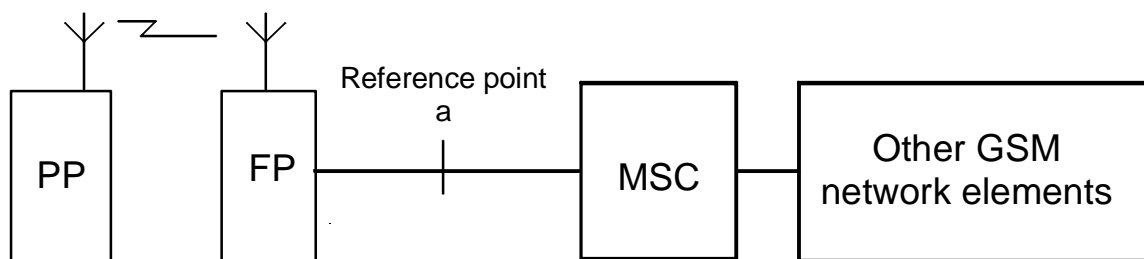 Reference point
a
PP
FP
MSC
Other GSM
network elements